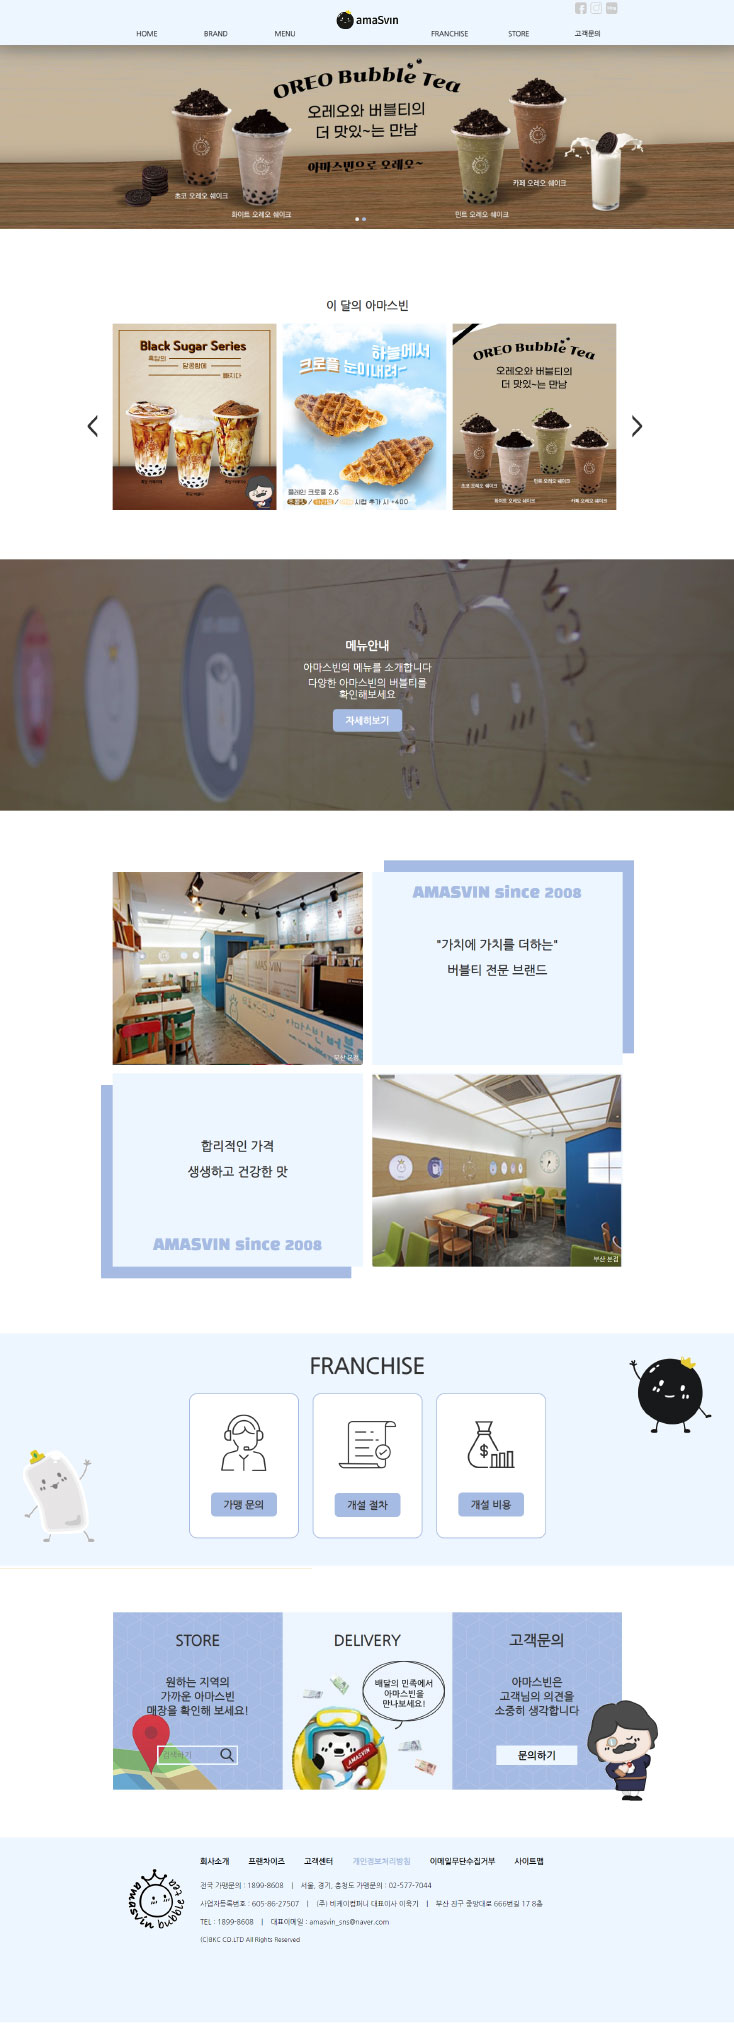 amaSvin
HOME
BRAND
MENU
FRANCHISE
STORE
고객문의
OREO Bubble Tea
오레오와 버블티의
더 맛있~는 만남
아마스빈으로 오레오~
초코 오레오 쉐이크
화이트 오레오 쉐이크
민트 오레오 쉐이크
카페 오레오 쉐이크
이 달의 아마스빈
Black Sugar Series
흑당의
달콤함에
빠지다
하늘에서
크로플 눈이내려~
플레인 크로플 2.5
시럽 추가 시 +400
OREO Bubble Tea
오레오와 버블티의
더 맛있~는 만남
초코 오레오 쉐이크
화이트 오레오 쉐이크
민트 오레오 쉐이크
카페 오레오 쉐이크
메뉴안내
아마스빈의 메뉴를 소개합니다
다양한 아마스빈의 버블티를
확인해보세요
자세히보기
AMASVIN since 2008
"가치에 가치를 더하는"
버블티 전문 브랜드
부산 본점
합리적인 가격
생생하고 건강한 맛
AMASVIN since 2008
부산 본점
FRANCHISE
가맹 문의
개설 절차
개설 비용
STORE
원하는 지역의
가까운 아마스빈
매장을 확인해 보세요!
검색하기
DELIVERY
배달의 민족에서
아마스빈을
만나보세요!
AMASVIN
고객문의
아마스빈은
고객님의 의견을
소중히 생각합니다
문의하기
amasvin bubble tea
회사소개 프랜차이즈 고객센터 개인정보처리방침 이메일무단수집거부 사이트맵
전국 가맹문의 : 1899-8608 | 서울, 경기, 충청도 가맹문의 : 02-577-7044
사업자등록번호 : 605-86-27507 | (주) 비케이컴퍼니 대표이사 이욱기 | 부산 진구 중앙대로 666번길 17 8층
TEL : 1899-8608 | 대표이메일 : amasvin_sns@naver.com
(C)BKC CO.LTD All Rights Reserved